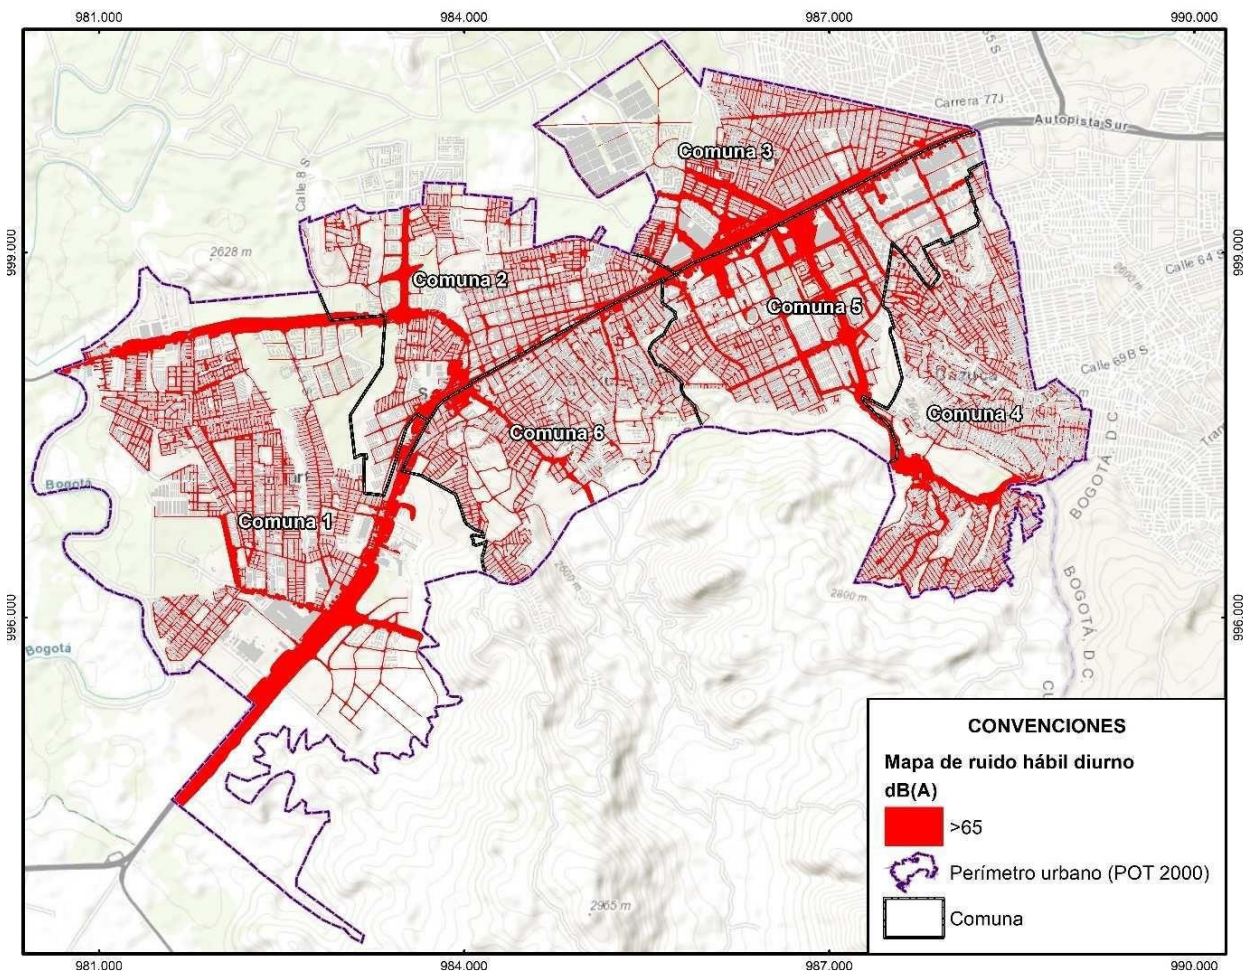 981.000
984.000
987.000
990.000
Carrera 77J
Autopista Sur
Calle 8 S
Comuna 3
999.000
999.000
2628 m
Calle 64 S
Comuna 2
2600 m
Comuna 5
Calle 69B S
Comuna 4
Comuna 6
Bogotá
BOGOTÁ D.C
Comuna 1
2600 m
2800 m
996.000
996.000
Bogotá
BOGOTÁ, D.C.
CONVENCIONES
Mapa de ruido hábil diurno
dB(A)
>65
Perímetro urbano (POT 2000)
Comuna
2965 m
981.000
984.000
987.000
990.000